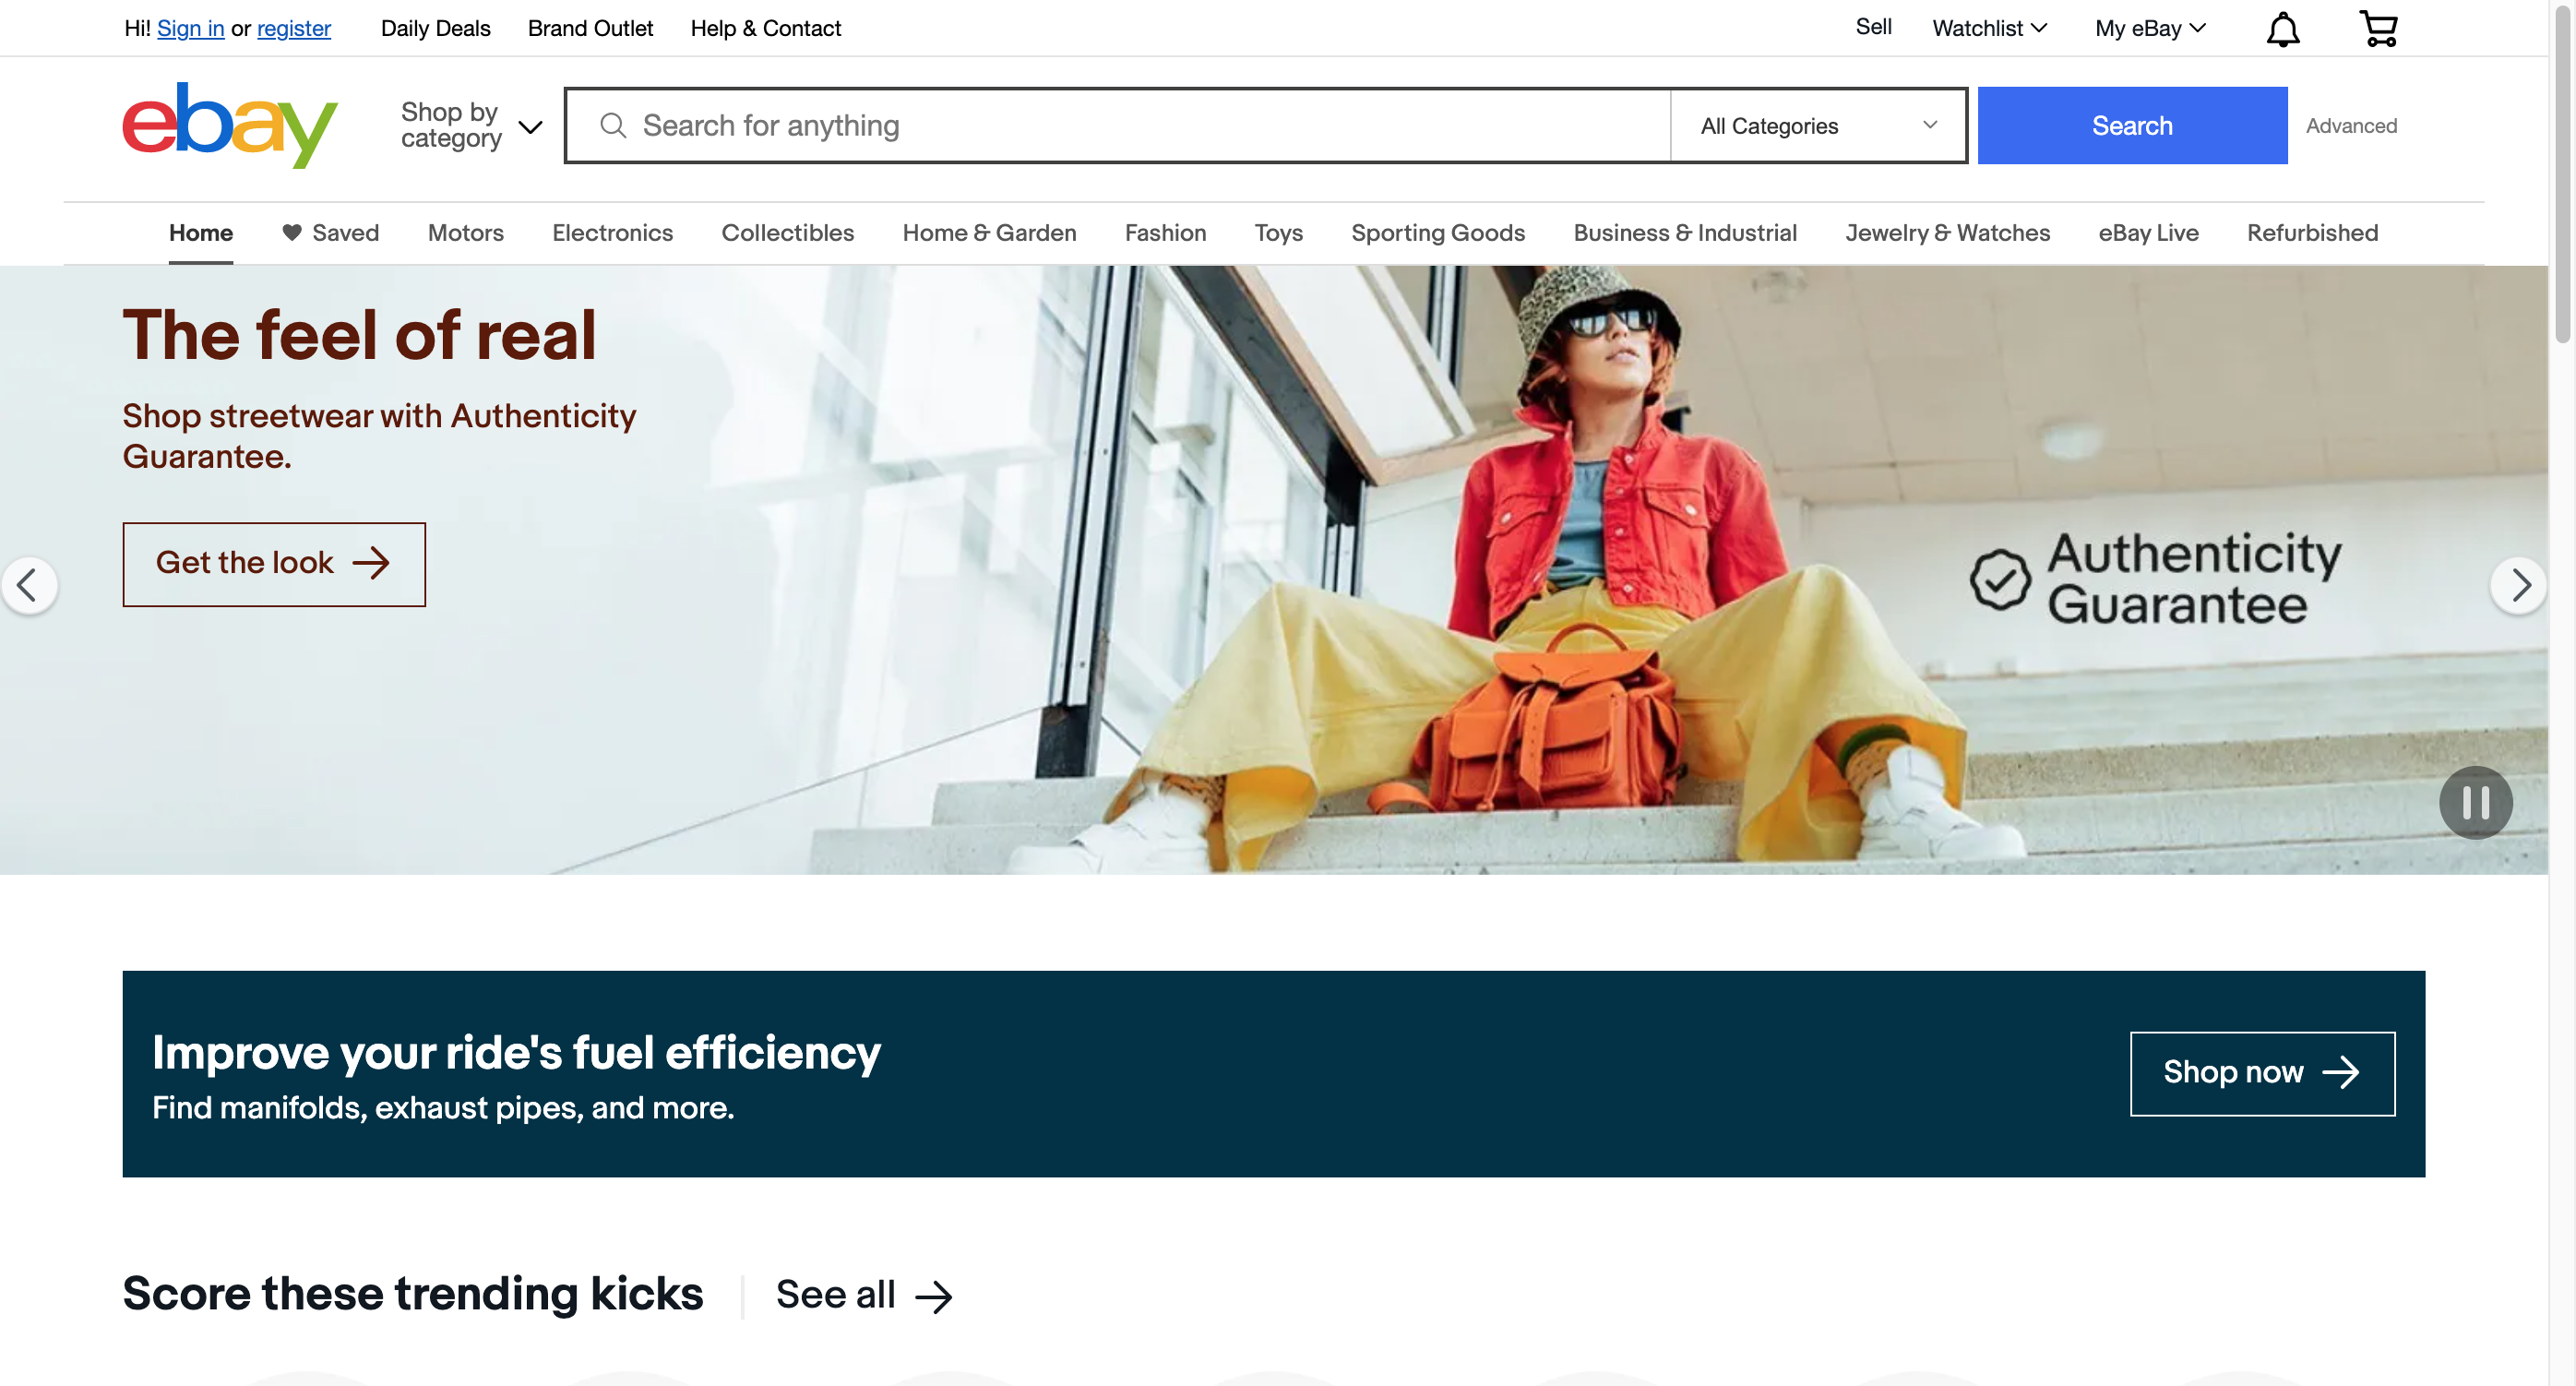 Hi! Sign in or register
Daily Deals
Brand Outlet
Help & Contact
Sell
Watchlist
My eBay
ebay
Shop by
category
Search for anything
All Categories
Search
Advanced
Home
Saved
Motors
Electronics
Collectibles
Home & Garden
Fashion
Toys
Sporting Goods
Business & Industrial
Jewelry & Watches
eBay Live
Refurbished
The feel of real
Shop streetwear with Authenticity
Guarantee.
Get the look
Authenticity
Guarantee
Improve your ride's fuel efficiency
Find manifolds, exhaust pipes, and more.
Shop now
Score these trending kicks
See all